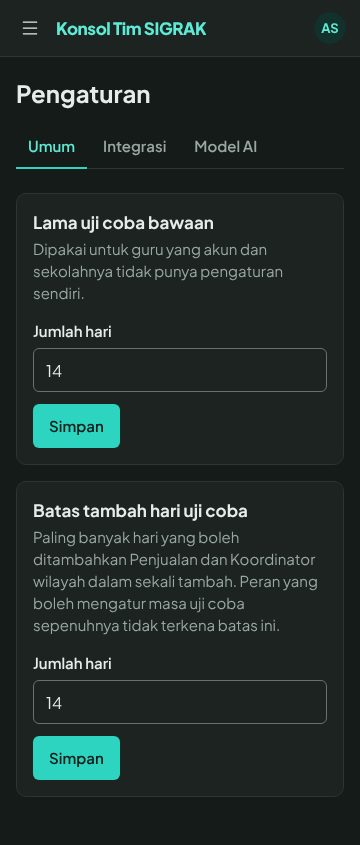 Konsol Tim SIGRAK
AS
Pengaturan
Umum
Integrasi
Model AI
Lama uji coba bawaan
Dipakai untuk guru yang akun dan
sekolahnya tidak punya pengaturan
sendiri.
Jumlah hari
14
Simpan
Batas tambah hari uji coba
Paling banyak hari yang boleh
ditambahkan Penjualan dan Koordinator
wilayah dalam sekali tambah. Peran yang
boleh mengatur masa uji coba
sepenuhnya tidak terkena batas ini.
Jumlah hari
14
Simpan